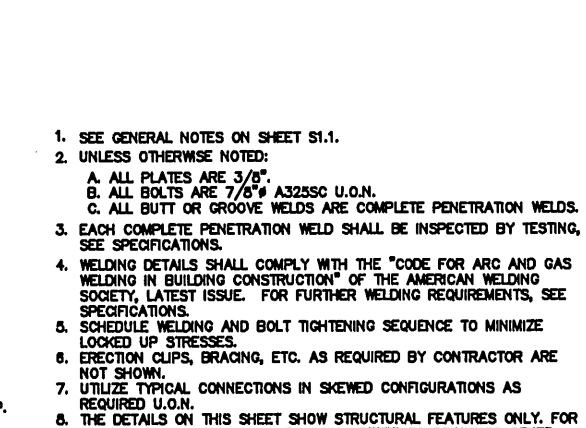 1. SEE GENERAL NOTES ON SHEET S1.1.
2. UNLESS OTHERWISE NOTED:
A. ALL PLATES ARE 3/8".
B. ALL BOLTS ARE 7/8"ø A325SC U.O.N.
C. ALL BUTT OR GROOVE WELDS ARE COMPLETE PENETRATION WELDS.
3. EACH COMPLETE PENETRATION WELD SHALL BE INSPECTED BY TESTING,
SEE SPECIFICATIONS.
4. WELDING DETAILS SHALL COMPLY WITH THE "CODE FOR ARC AND GAS
WELDING IN BUILDING CONSTRUCTION" OF THE AMERICAN WELDING
SOCIETY, LATEST ISSUE. FOR FURTHER WELDING REQUIREMENTS, SEE
SPECIFICATIONS.
5. SCHEDULE WELDING AND BOLT TIGHTENING SEQUENCE TO MINIMIZE
LOCKED UP STRESSES.
6. ERECTION CLIPS, BRACING, ETC. AS REQUIRED BY CONTRACTOR ARE
NOT SHOWN.
7. UTILIZE TYPICAL CONNECTIONS IN SKEWED CONFIGURATIONS AS
REQUIRED U.O.N.
8. THE DETAILS ON THIS SHEET SHOW STRUCTURAL FEATURES ONLY. FOR